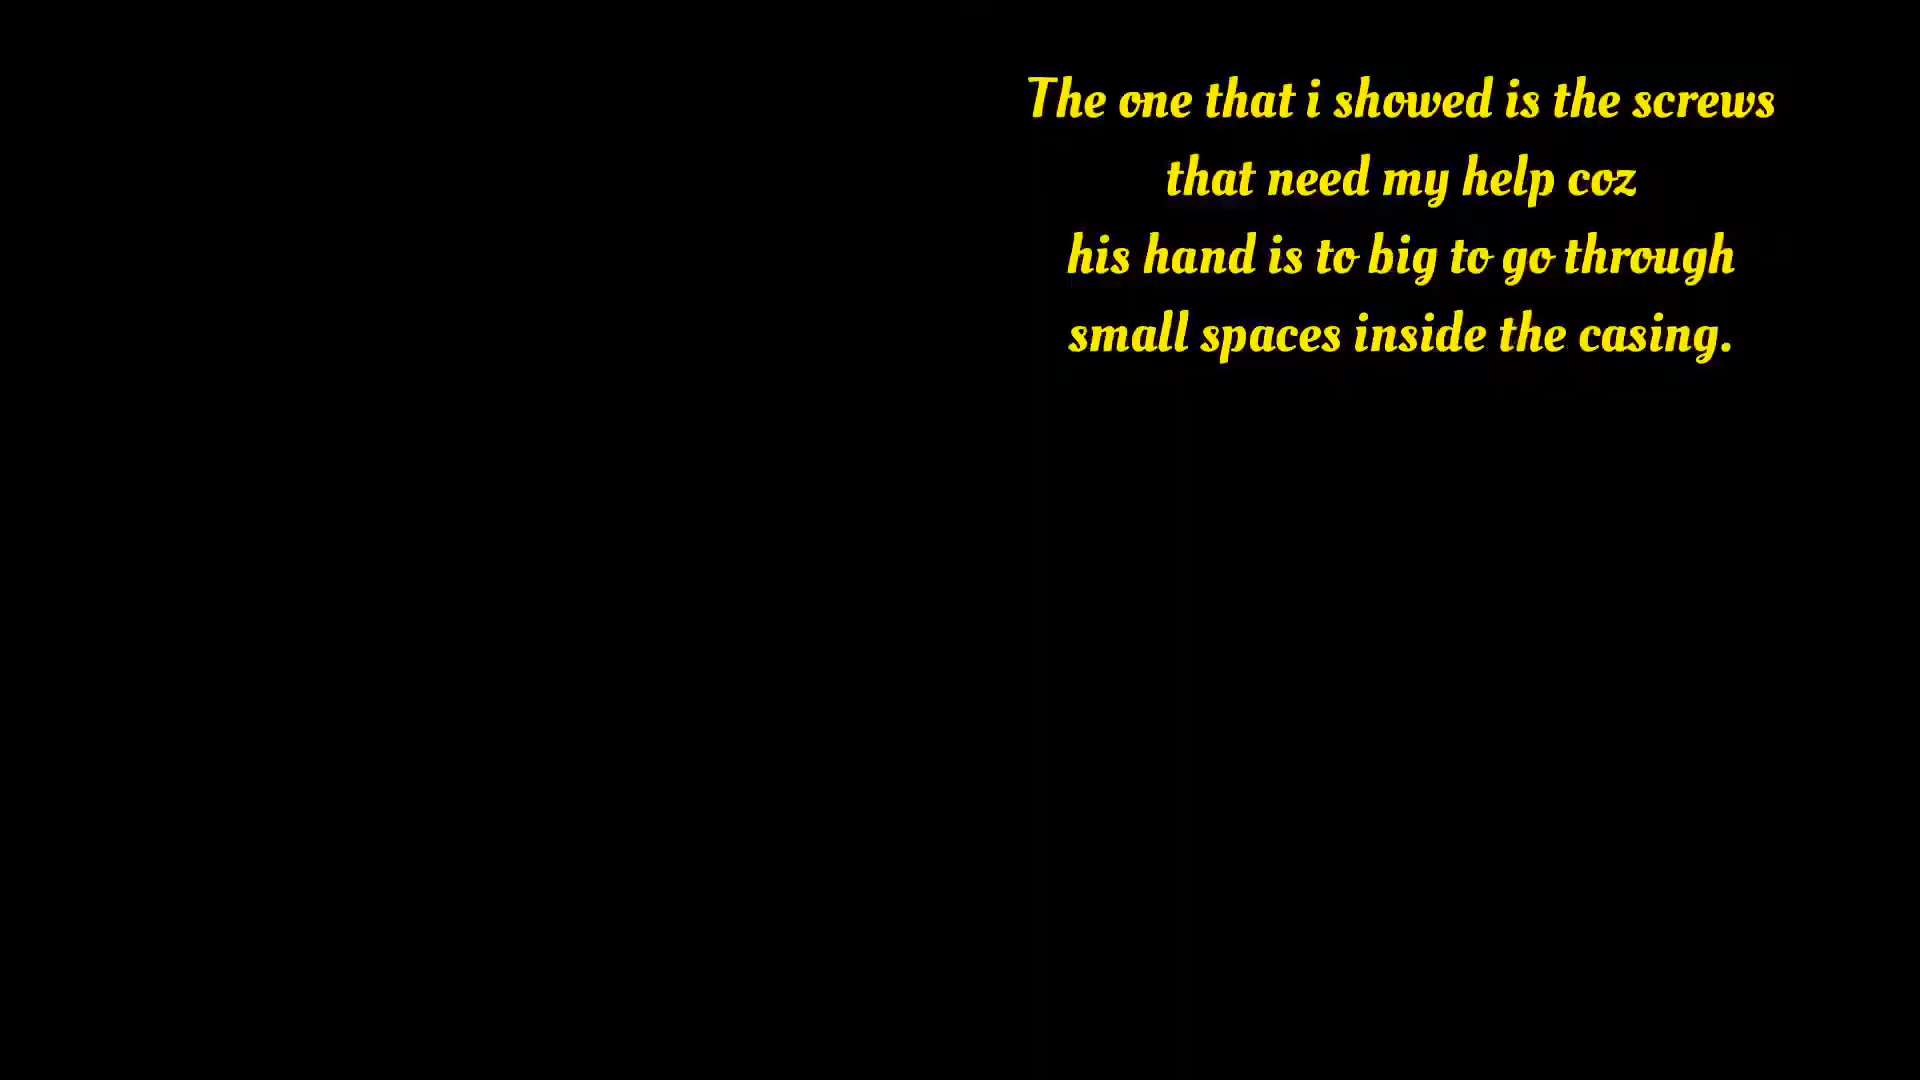 The one that i showed is the screws
that need my help coz
his hand is to big to go through
small spaces inside the casing.